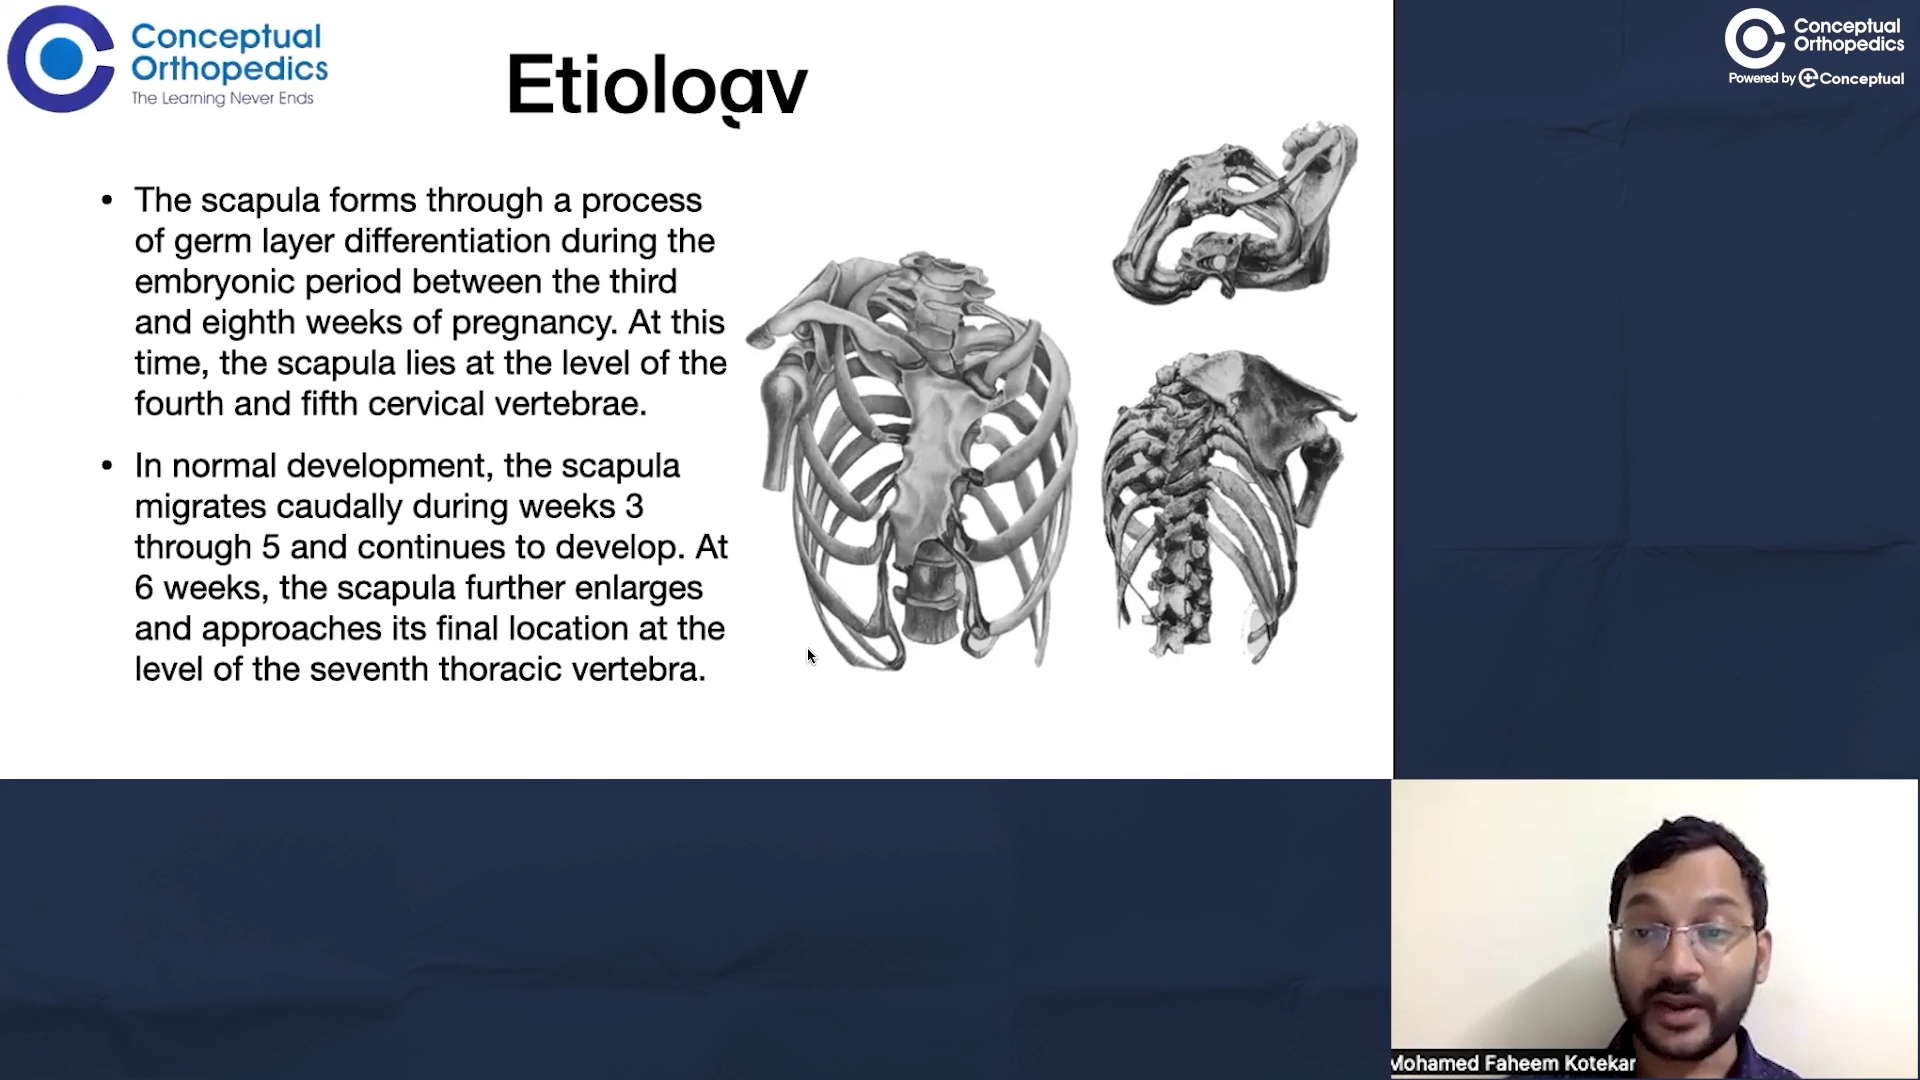 Conceptual
Orthopedics
The Learning Never Ends
Etiology
• The scapula forms through a process
of germ layer differentiation during the
embryonic period between the third
and eighth weeks of pregnancy. At this
time, the scapula lies at the level of the
fourth and fifth cervical vertebrae.
• In normal development, the scapula
migrates caudally during weeks 3
through 5 and continues to develop. At
6 weeks, the scapula further enlarges
and approaches its final location at the
level of the seventh thoracic vertebra.
Conceptual
Orthopedics
Powered by Conceptual
Mohamed Faheem Kotekar